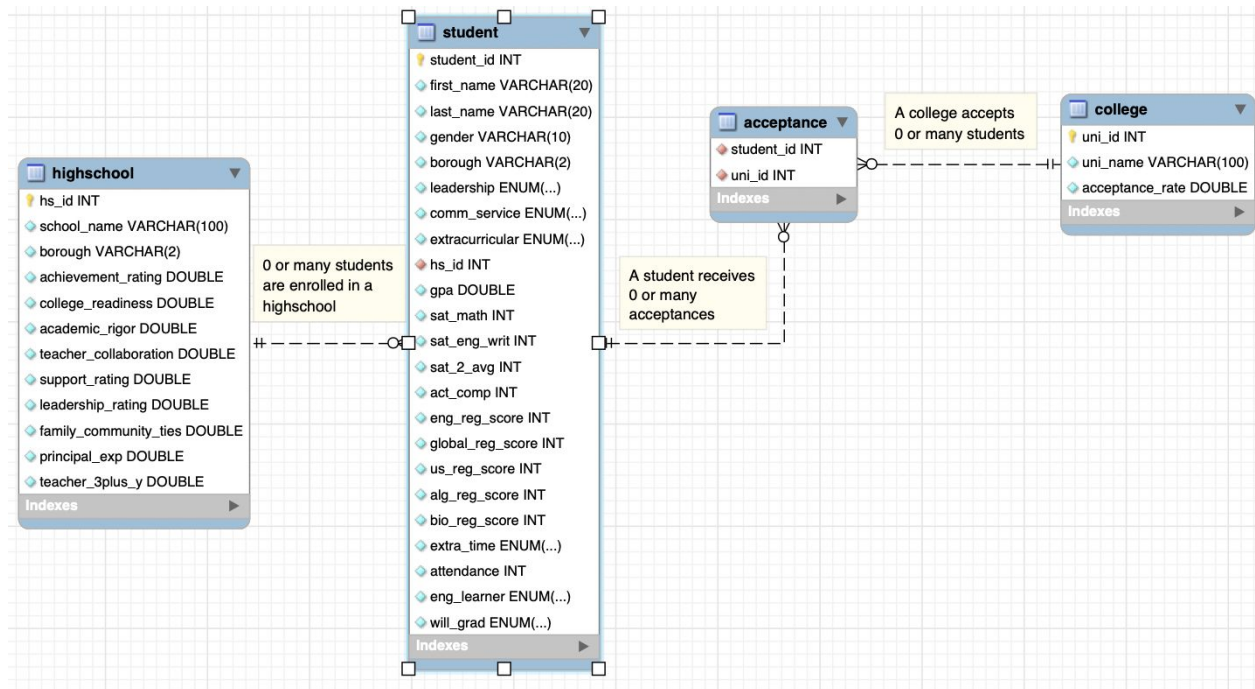 highschool
hs_id INT
school_name VARCHAR(100)
borough VARCHAR(2)
achievement_rating DOUBLE
college_readiness DOUBLE
academic_rigor DOUBLE
teacher_collaboration DOUBLE
support_rating DOUBLE
leadership_rating DOUBLE
family_community_ties DOUBLE
principal_exp DOUBLE
teacher_3plus_y DOUBLE
Indexes
0 or many students
are enrolled in a
highschool
student
student_id INT
first_name VARCHAR(20)
last_name VARCHAR(20)
gender VARCHAR(10)
borough VARCHAR(2)
leadership ENUM(...)
comm_service ENUM(...)
extracurricular ENUM(...)
hs_id INT
gpa DOUBLE
sat_math INT
sat_eng_writ INT
sat_2_avg INT
act_comp INT
eng_reg_score INT
global_reg_score INT
us_reg_score INT
alg_reg_score INT
bio_reg_score INT
extra_time ENUM(...)
attendance INT
eng_learner ENUM(...)
will_grad ENUM(...)
Indexes
A student receives
0 or many
acceptances
acceptance
student_id INT
uni_id INT
Indexes
A college accepts
0 or many students
college
uni_id INT
uni_name VARCHAR(100)
acceptance_rate DOUBLE
Indexes